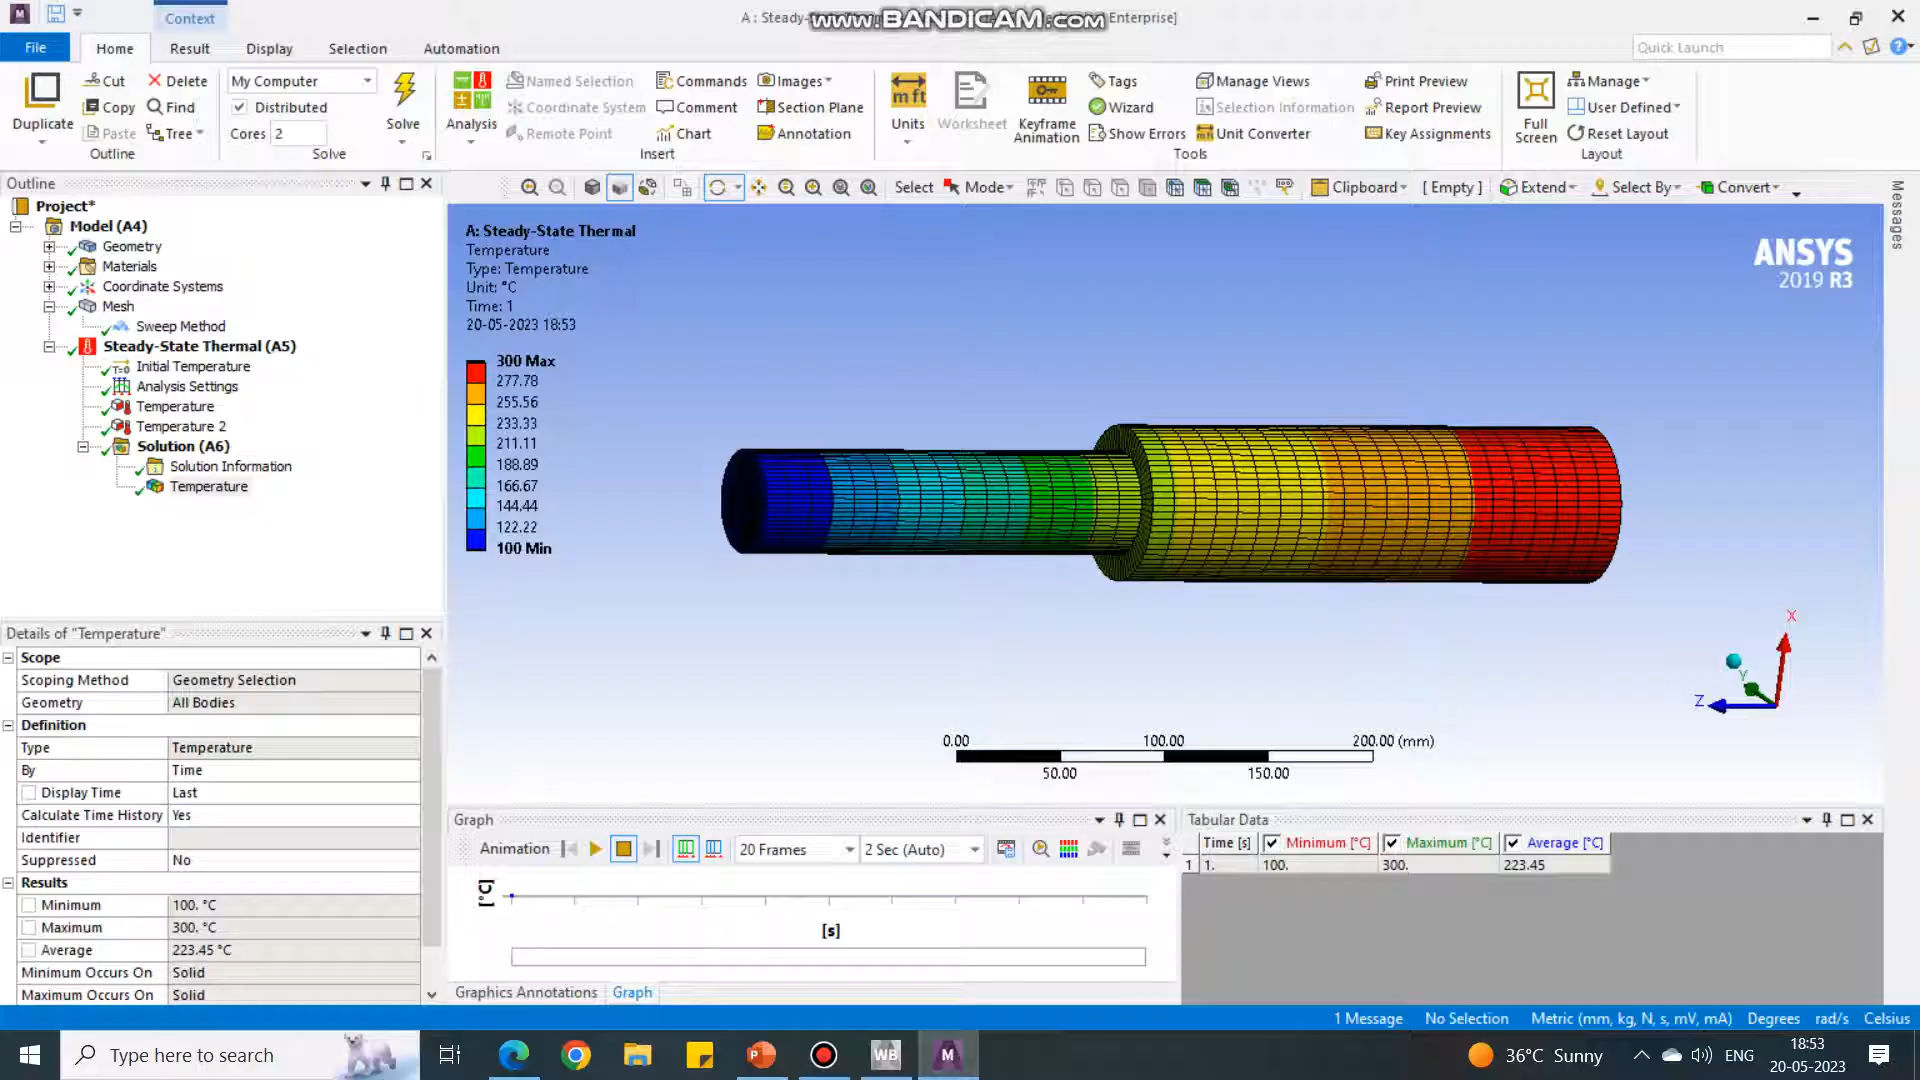 Context
A : Steady-S
www.BANDICAM.com
Enterprise]
File
Home
Result
Display
Selection
Automation
Quick Launch
Duplicate
Cut
Delete
Copy
Find
Paste
Tree
Outline
My Computer
Distributed
Cores 2
Solve
Solve
Analysis
Named Selection
Coordinate System
Remote Point
Commands
Comment
Chart
Images
Section Plane
Annotation
Insert
Units
Worksheet
Keyframe
Animation
Tags
Wizard
Show Errors
Manage Views
Selection Information
Unit Converter
Print Preview
Report Preview
Key Assignments
Tools
Full
Screen
Manage
User Defined
Reset Layout
Layout
Outline
Select
Mode
Clipboard
[ Empty ]
Extend
Select By
Convert
Messages
Project*
Model (A4)
Geometry
Materials
Coordinate Systems
Mesh
Sweep Method
Steady-State Thermal (A5)
Initial Temperature
Analysis Settings
Temperature
Temperature 2
Solution (A6)
Solution Information
Temperature
A: Steady-State Thermal
Temperature
Type: Temperature
Unit: °C
Time: 1
20-05-2023 18:53
300 Max
277.78
255.56
233.33
211.11
188.89
166.67
144.44
122.22
100 Min
ANSYS
2019 R3
X
Y
Z
0.00
100.00
200.00 (mm)
50.00
150.00
Details of "Temperature"
Scope
Scoping Method
Geometry Selection
Geometry
All Bodies
Definition
Type
Temperature
By
Time
Display Time
Last
Calculate Time History
Yes
Identifier
Suppressed
No
Results
Minimum
100. °C
Maximum
300. °C
Average
223.45 °C
Minimum Occurs On
Solid
Maximum Occurs On
Solid
Graph
Animation
20 Frames
2 Sec (Auto)
[°C]
[s]
Graphics Annotations
Graph
Tabular Data
Time [s]
Minimum [°C]
Maximum [°C]
Average [°C]
1
1.
100.
300.
223.45
1 Message
No Selection
Metric (mm, kg, N, s, mV, mA)
Degrees
rad/s
Celsius
Type here to search
WB
M
36°C Sunny
ENG
18:53
20-05-2023